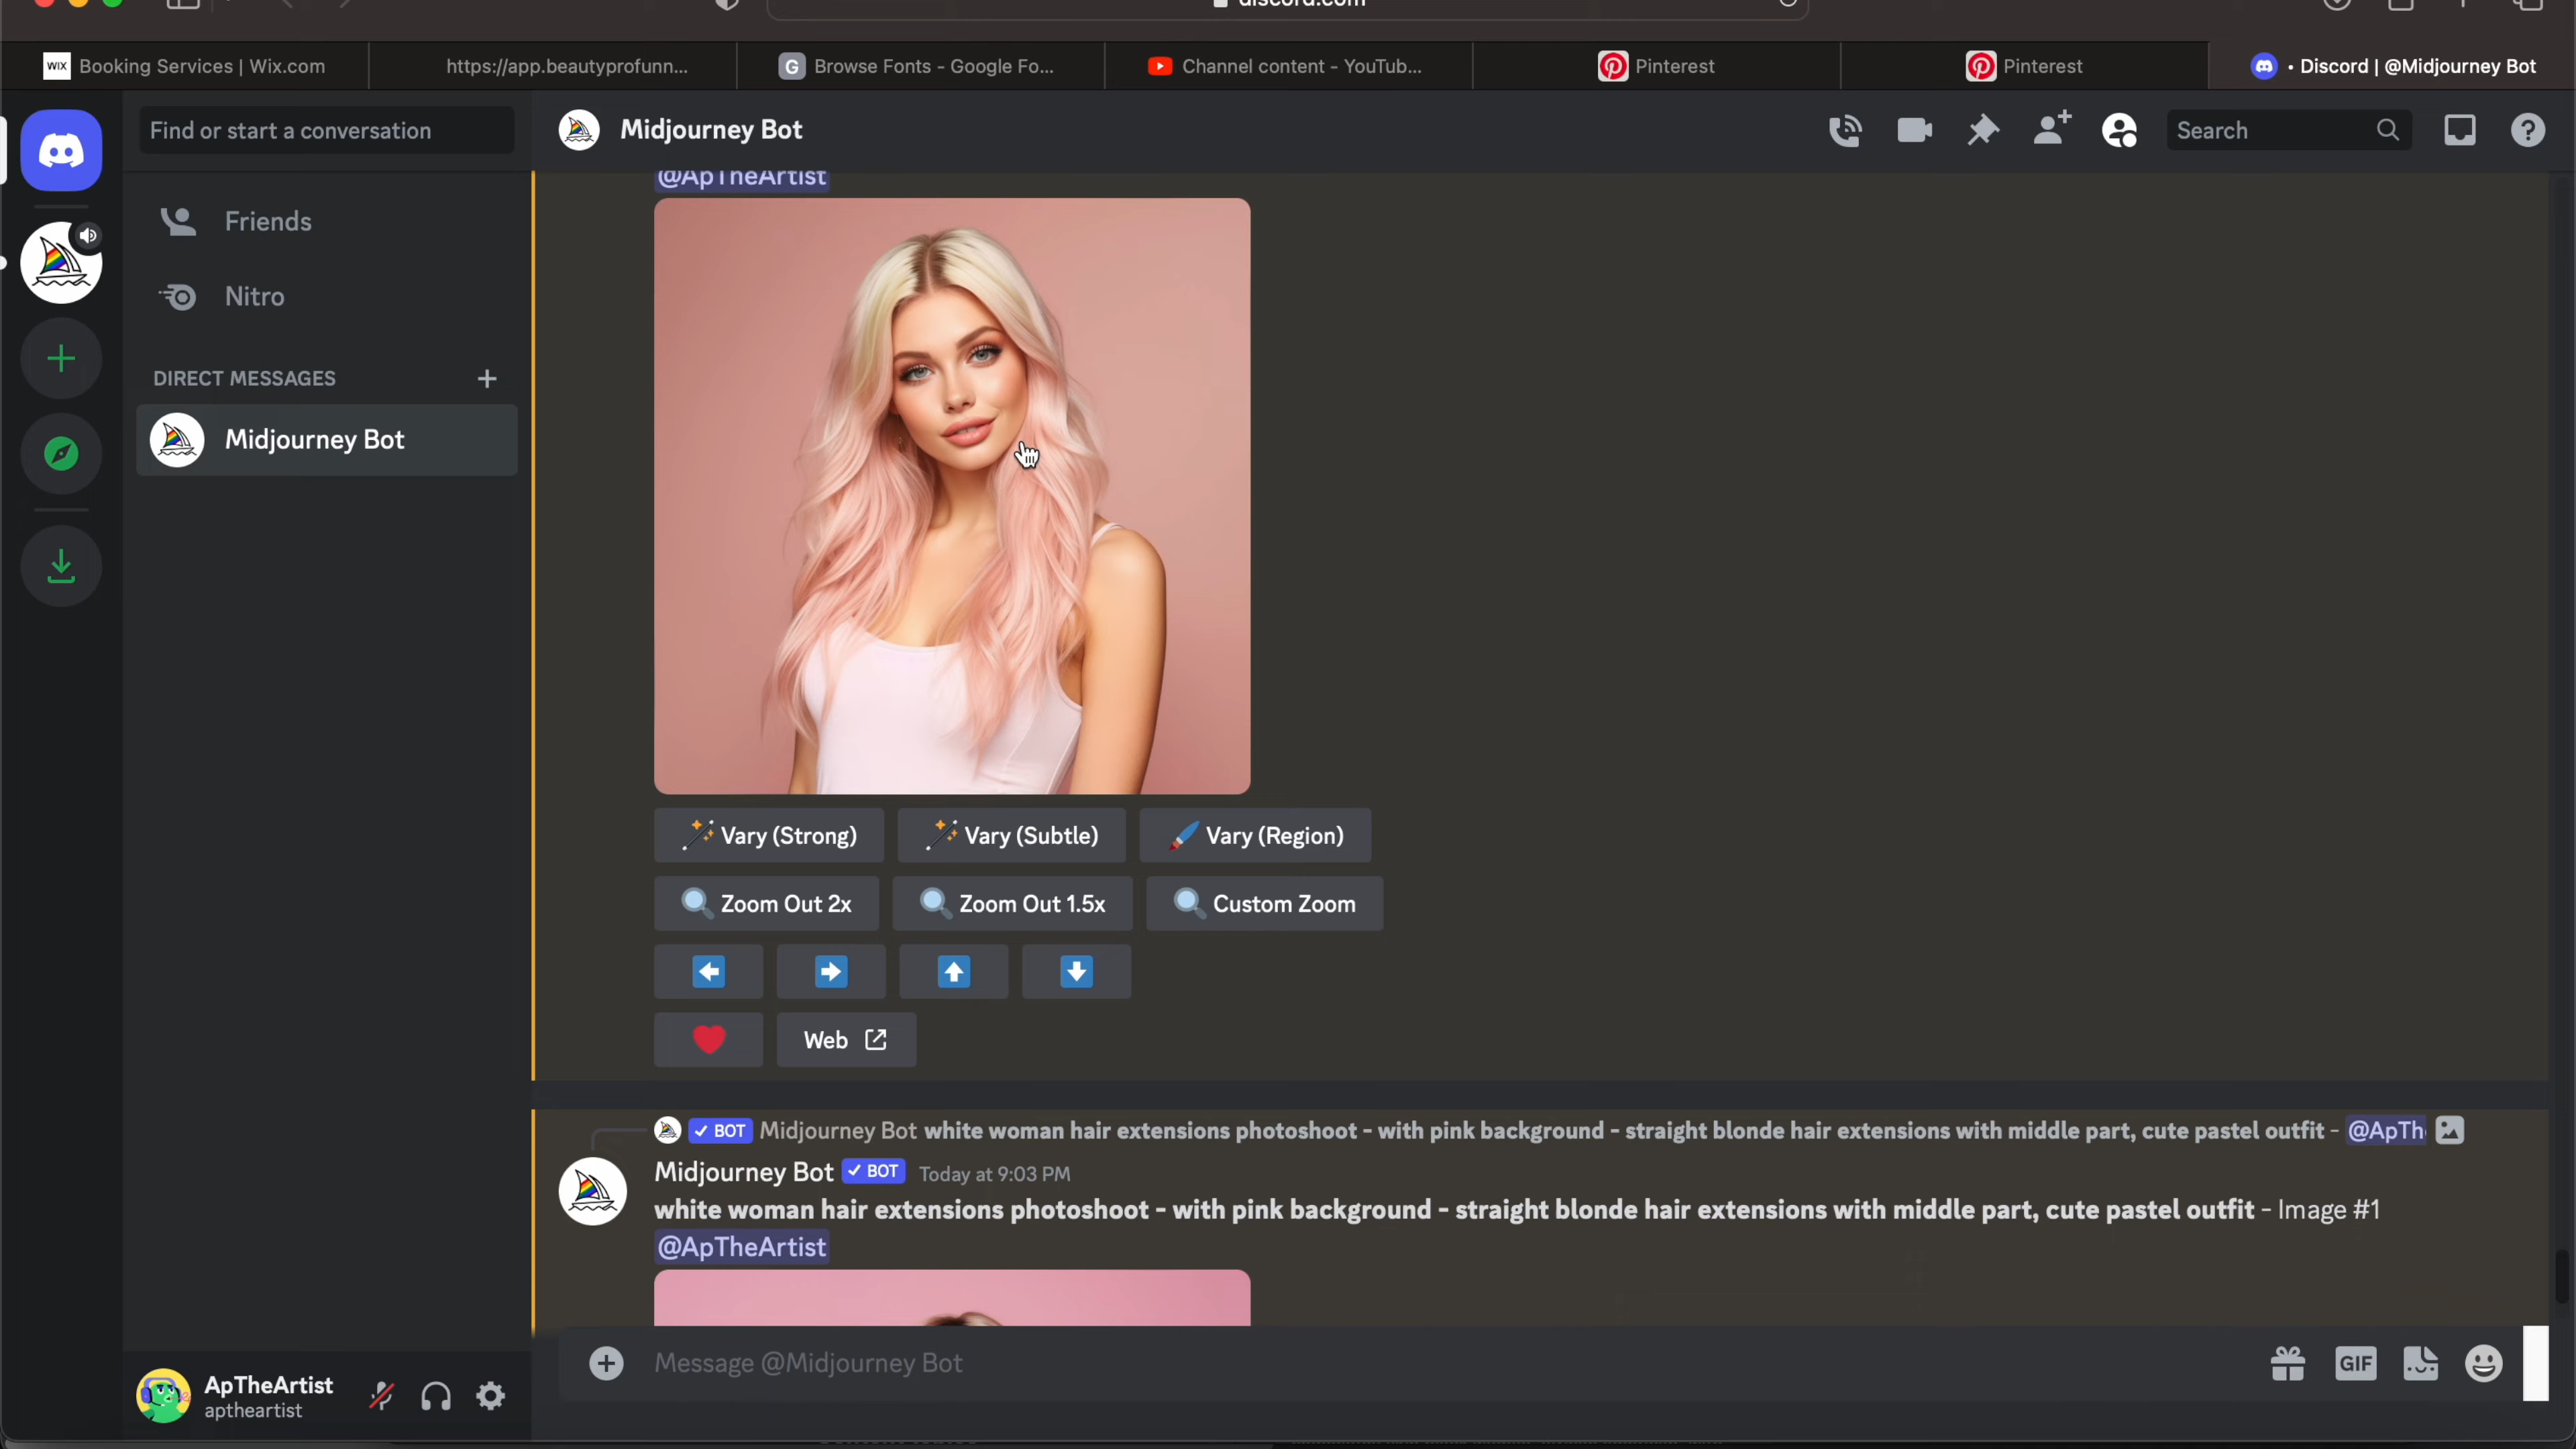 discord.com
WIX Booking Services | Wix.com
https://app.beautyprofunn...
G Browse Fonts - Google Fo...
Channel content - YouTub...
Pinterest
Pinterest
• Discord | @Midjourney Bot
Find or start a conversation
Midjourney Bot
Search
@ApTheArtist
Friends
Nitro
DIRECT MESSAGES
Midjourney Bot
Vary (Strong)
Vary (Subtle)
Vary (Region)
Zoom Out 2x
Zoom Out 1.5x
Custom Zoom
Web
BOT Midjourney Bot white woman hair extensions photoshoot - with pink background - straight blonde hair extensions with middle part, cute pastel outfit - @ApTh
Midjourney Bot BOT Today at 9:03 PM
white woman hair extensions photoshoot - with pink background - straight blonde hair extensions with middle part, cute pastel outfit - Image #1
@ApTheArtist
Message @Midjourney Bot
GIF
ApTheArtist
aptheartist